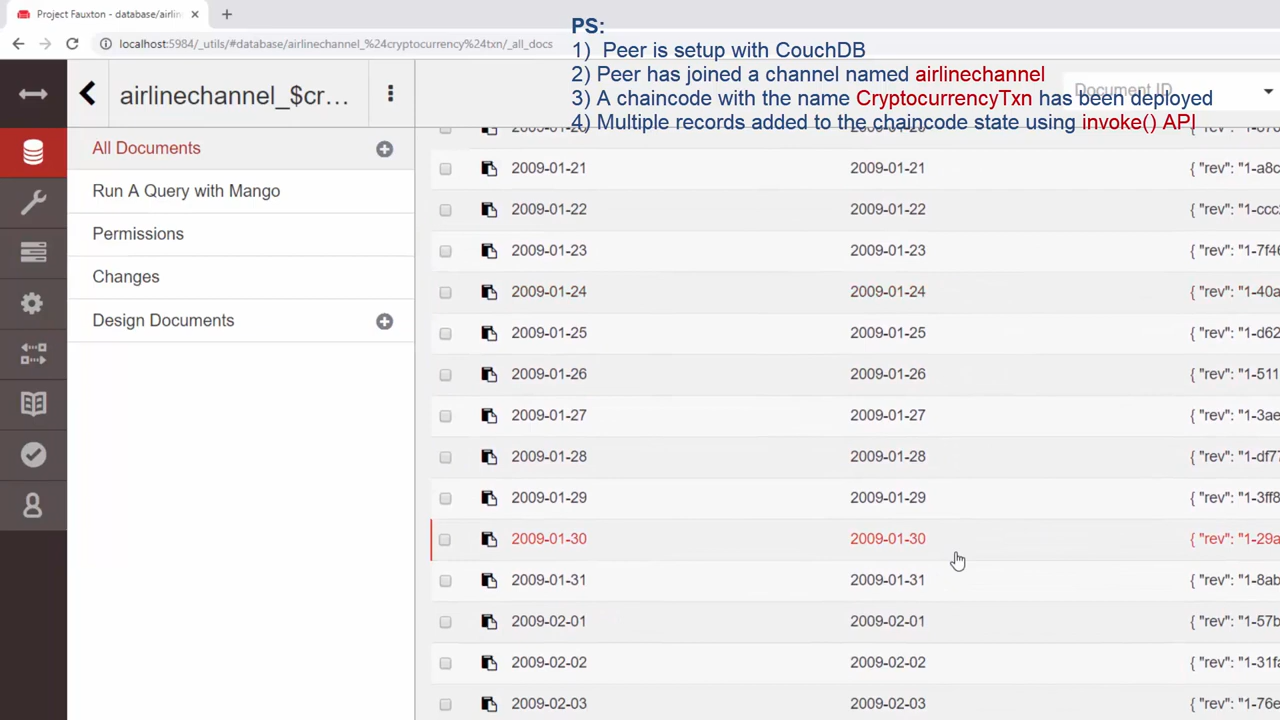 Project Fauxton - database/airlin
localhost:5984/_utils/#database/airlinechannel_%24cryptocurrency%24txn/_all_docs
PS:
1) Peer is setup with CouchDB
2) Peer has joined a channel named airlinechannel
3) A chaincode with the name CryptocurrencyTxn has been deployed
4) Multiple records added to the chaincode state using invoke() API
airlinechannel_$cr...
Document ID
All Documents
Run A Query with Mango
Permissions
Changes
Design Documents
2009-01-21 2009-01-21 { "rev": "1-a8c
2009-01-22 2009-01-22 { "rev": "1-ccc
2009-01-23 2009-01-23 { "rev": "1-7f46
2009-01-24 2009-01-24 { "rev": "1-40a
2009-01-25 2009-01-25 { "rev": "1-d62
2009-01-26 2009-01-26 { "rev": "1-511
2009-01-27 2009-01-27 { "rev": "1-3ae
2009-01-28 2009-01-28 { "rev": "1-df77
2009-01-29 2009-01-29 { "rev": "1-3ff8
2009-01-30 2009-01-30 { "rev": "1-29a
2009-01-31 2009-01-31 { "rev": "1-8ab
2009-02-01 2009-02-01 { "rev": "1-57b
2009-02-02 2009-02-02 { "rev": "1-31fa
2009-02-03 2009-02-03 { "rev": "1-76e